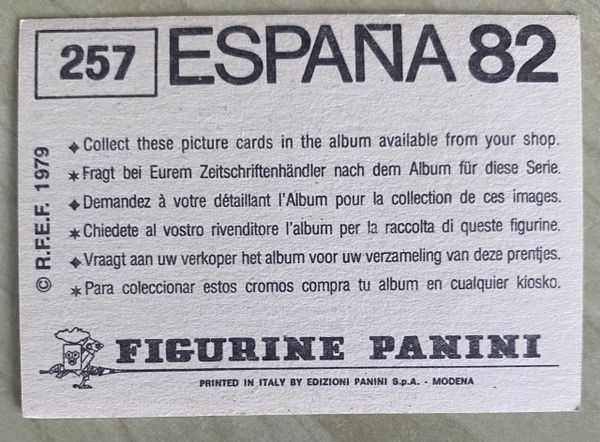 257 ESPAÑA 82
◆ Collect these picture cards in the album available from your shop.
★ Fragt bei Eurem Zeitschriftenhändler nach dem Album für diese Serie.
◆ Demandez à votre détaillant l'Album pour la collection de ces images.
★ Chiedete al vostro rivenditore l'album per la raccolta di queste figurine.
◆ Vraagt aan uw verkoper het album voor uw verzameling van deze prentjes.
★ Para coleccionar estos cromos compra tu album en cualquier kiosko.
© R.F.E.F. 1979
FIGURINE PANINI
PRINTED IN ITALY BY EDIZIONI PANINI S.p.A. - MODENA